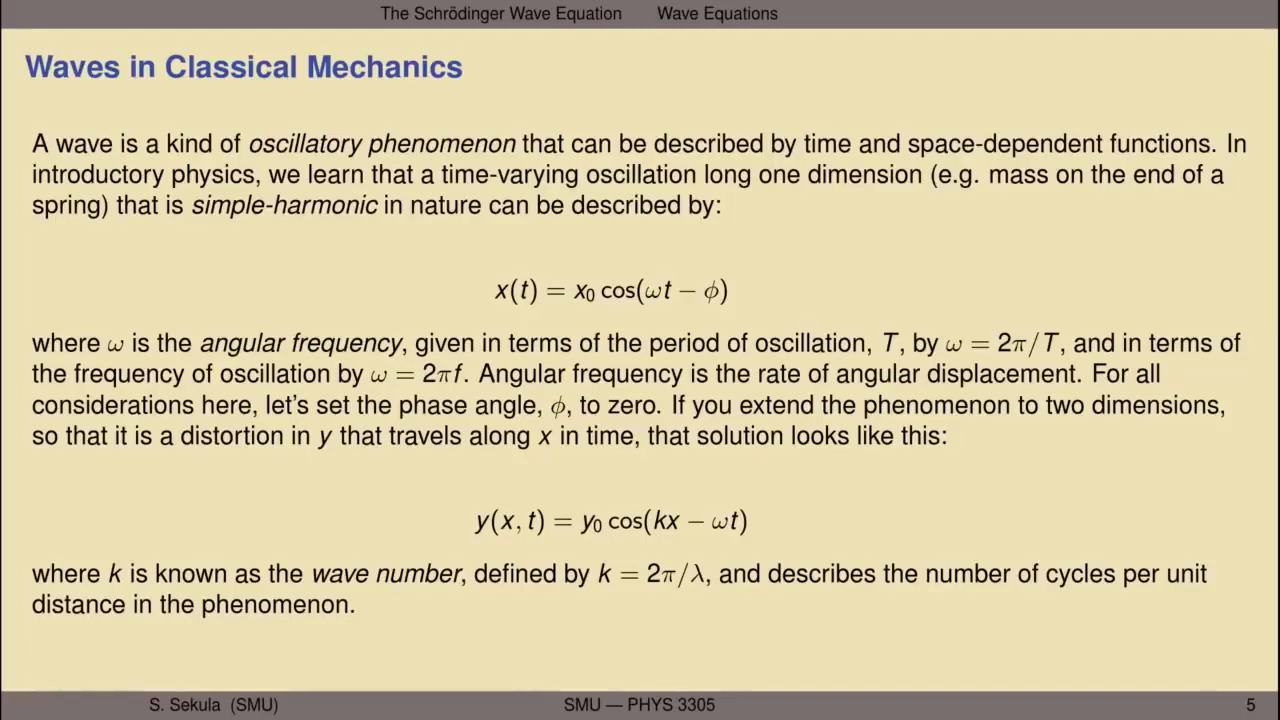 The Schrödinger Wave Equation Wave Equations
Waves in Classical Mechanics
A wave is a kind of oscillatory phenomenon that can be described by time and space-dependent functions. In
introductory physics, we learn that a time-varying oscillation long one dimension (e.g. mass on the end of a
spring) that is simple-harmonic in nature can be described by:
x(t) = x₀ cos(ωt − ϕ)
where ω is the angular frequency, given in terms of the period of oscillation, T, by ω = 2π/T, and in terms of
the frequency of oscillation by ω = 2πf. Angular frequency is the rate of angular displacement. For all
considerations here, let's set the phase angle, ϕ, to zero. If you extend the phenomenon to two dimensions,
so that it is a distortion in y that travels along x in time, that solution looks like this:
y(x, t) = y₀ cos(kx − ωt)
where k is known as the wave number, defined by k = 2π/λ, and describes the number of cycles per unit
distance in the phenomenon.
S. Sekula (SMU) SMU — PHYS 3305 5